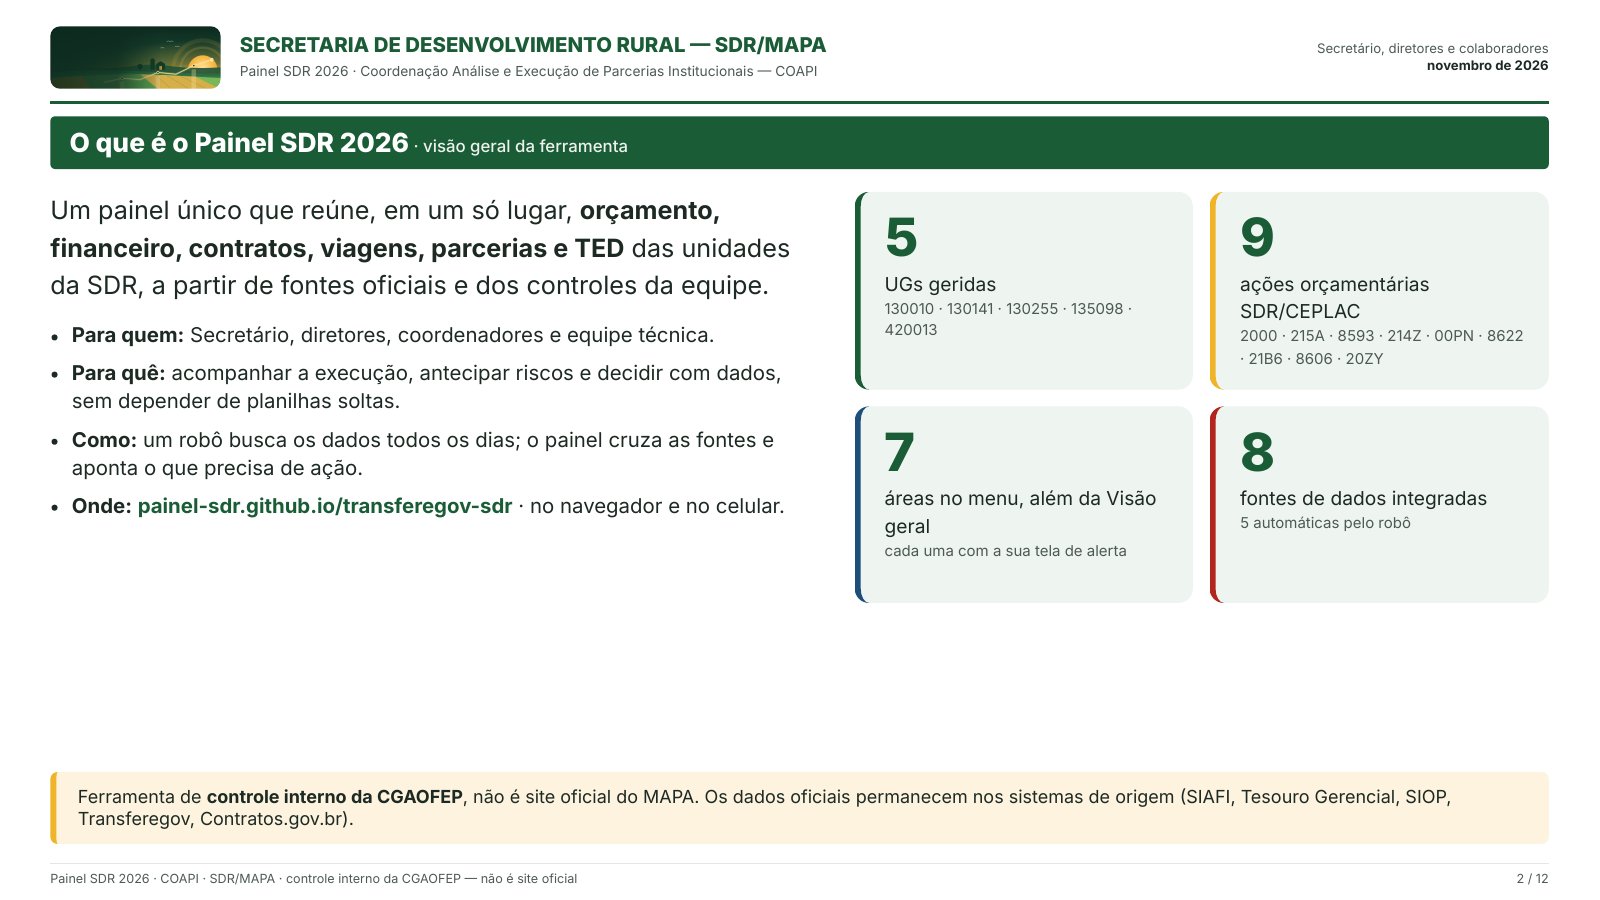 SECRETARIA DE DESENVOLVIMENTO RURAL — SDR/MAPA
Painel SDR 2026 · Coordenação Análise e Execução de Parcerias Institucionais — COAPI
Secretário, diretores e colaboradores
novembro de 2026
O que é o Painel SDR 2026 · visão geral da ferramenta
Um painel único que reúne, em um só lugar, orçamento,
financeiro, contratos, viagens, parcerias e TED das unidades
da SDR, a partir de fontes oficiais e dos controles da equipe.
• Para quem: Secretário, diretores, coordenadores e equipe técnica.
• Para quê: acompanhar a execução, antecipar riscos e decidir com dados,
sem depender de planilhas soltas.
• Como: um robô busca os dados todos os dias; o painel cruza as fontes e
aponta o que precisa de ação.
• Onde: painel-sdr.github.io/transferegov-sdr · no navegador e no celular.
5
UGs geridas
130010 · 130141 · 130255 · 135098 ·
420013
9
ações orçamentárias
SDR/CEPLAC
2000 · 215A · 8593 · 214Z · 00PN · 8622
· 21B6 · 8606 · 20ZY
7
áreas no menu, além da Visão
geral
cada uma com a sua tela de alerta
8
fontes de dados integradas
5 automáticas pelo robô
Ferramenta de controle interno da CGAOFEP, não é site oficial do MAPA. Os dados oficiais permanecem nos sistemas de origem (SIAFI, Tesouro Gerencial, SIOP,
Transferegov, Contratos.gov.br).
Painel SDR 2026 · COAPI · SDR/MAPA · controle interno da CGAOFEP — não é site oficial
2 / 12